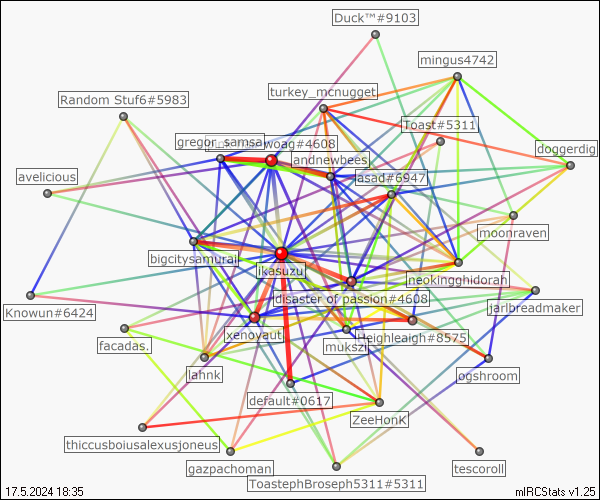 Duck™#9103
mingus4742
turkey_mcnugget
Random Stuf6#5983
Toast#5311
gregor_samsa
woag#4608
doggerdig
andnewbees
avelicious
asad#6947
moonraven
bigcitysamurai
ikasuzu
neokingghidorah
disaster of passion#4608
Knowun#6424
jarlbreadmaker
xenoyaut
Heighleigh#8575
facadas.
mukszi
lahnk
ogshroom
default#0617
ZeeHonK
thiccusboiusalexusjoneus
gazpachoman
tescoroll
ToastephBroseph5311#5311
17.5.2024 18:35
mIRCStats v1.25